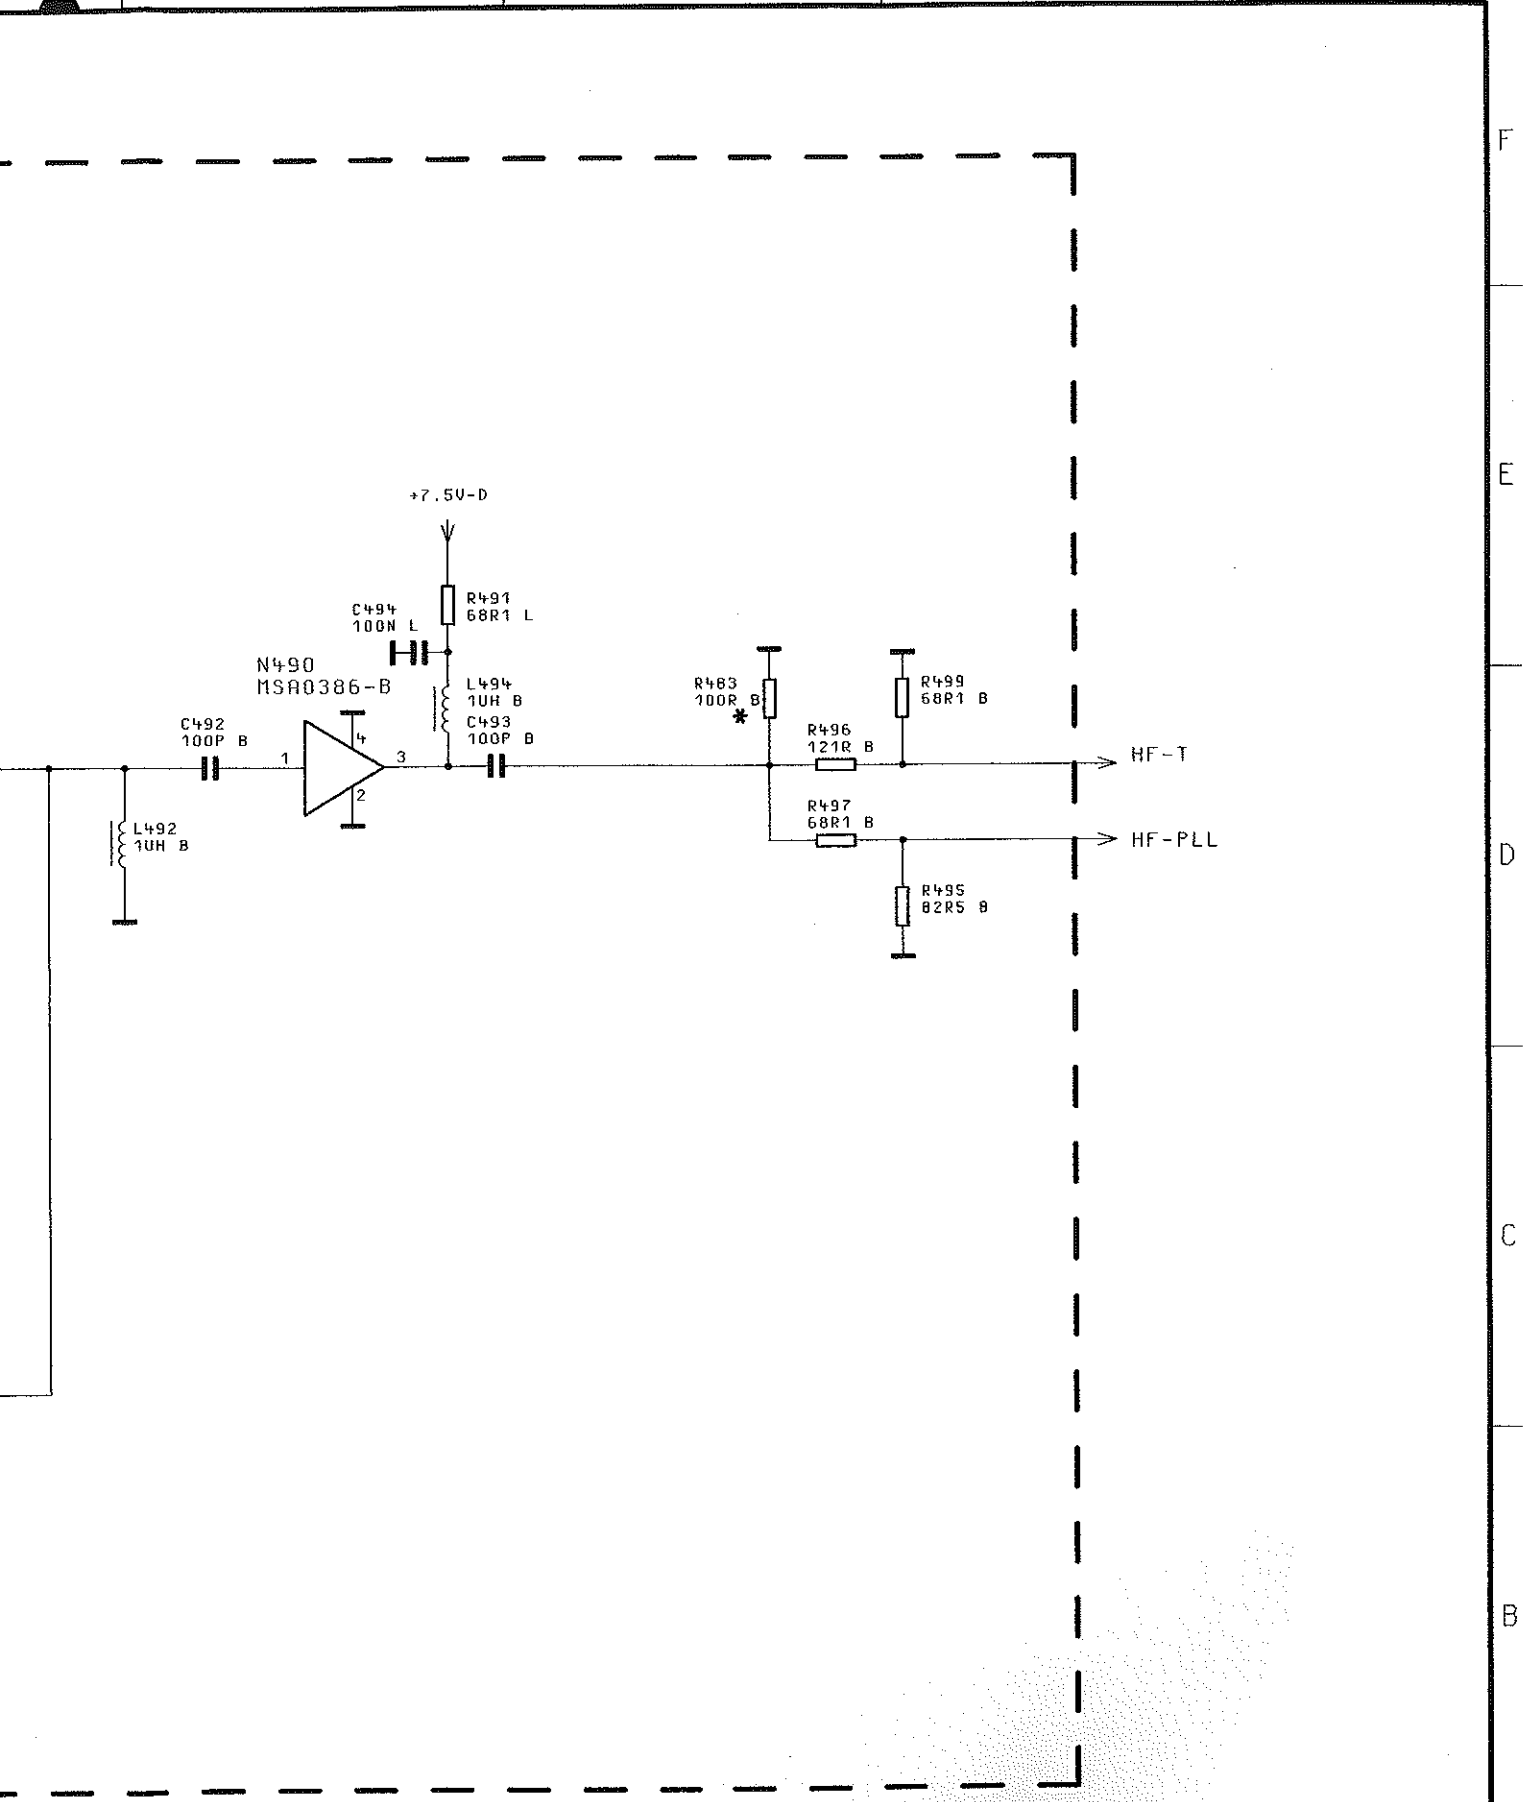 F
E
+7.5V-D
R491
68R1 L
C494
100N L
N490
MSA0386-B
L494
1UH B
C493
100P B
C492
100P B
1
4
3
2
L492
1UH B
R483
100R B
*
R499
68R1 B
R496
121R B
HF-T
R497
68R1 B
HF-PLL
R495
82R5 B
D
C
B